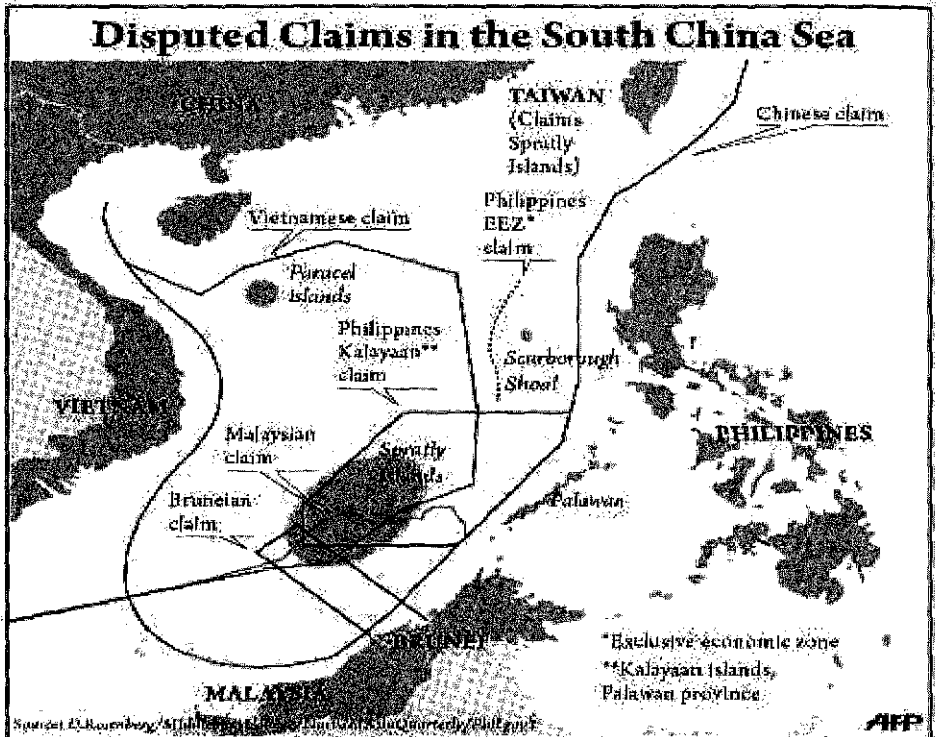 Disputed Claims in the South China Sea
CHINA
TAIWAN
(Claims
Spratly
Islands)
Chinese claim
Philippines
EEZ*
claim
Vietnamese claim
Paracel
Islands
Philippines
Kalayaan**
claim
Scarborough
Shoal
VIETNAM
Malaysian
claim
Spratly
Islands
PHILIPPINES
Bruneian
claim
Palawan
BRUNEI
*Exclusive economic zone
**Kalayaan Islands,
Palawan province
MALAYSIA
Source: D.Rosenberg/
AFP